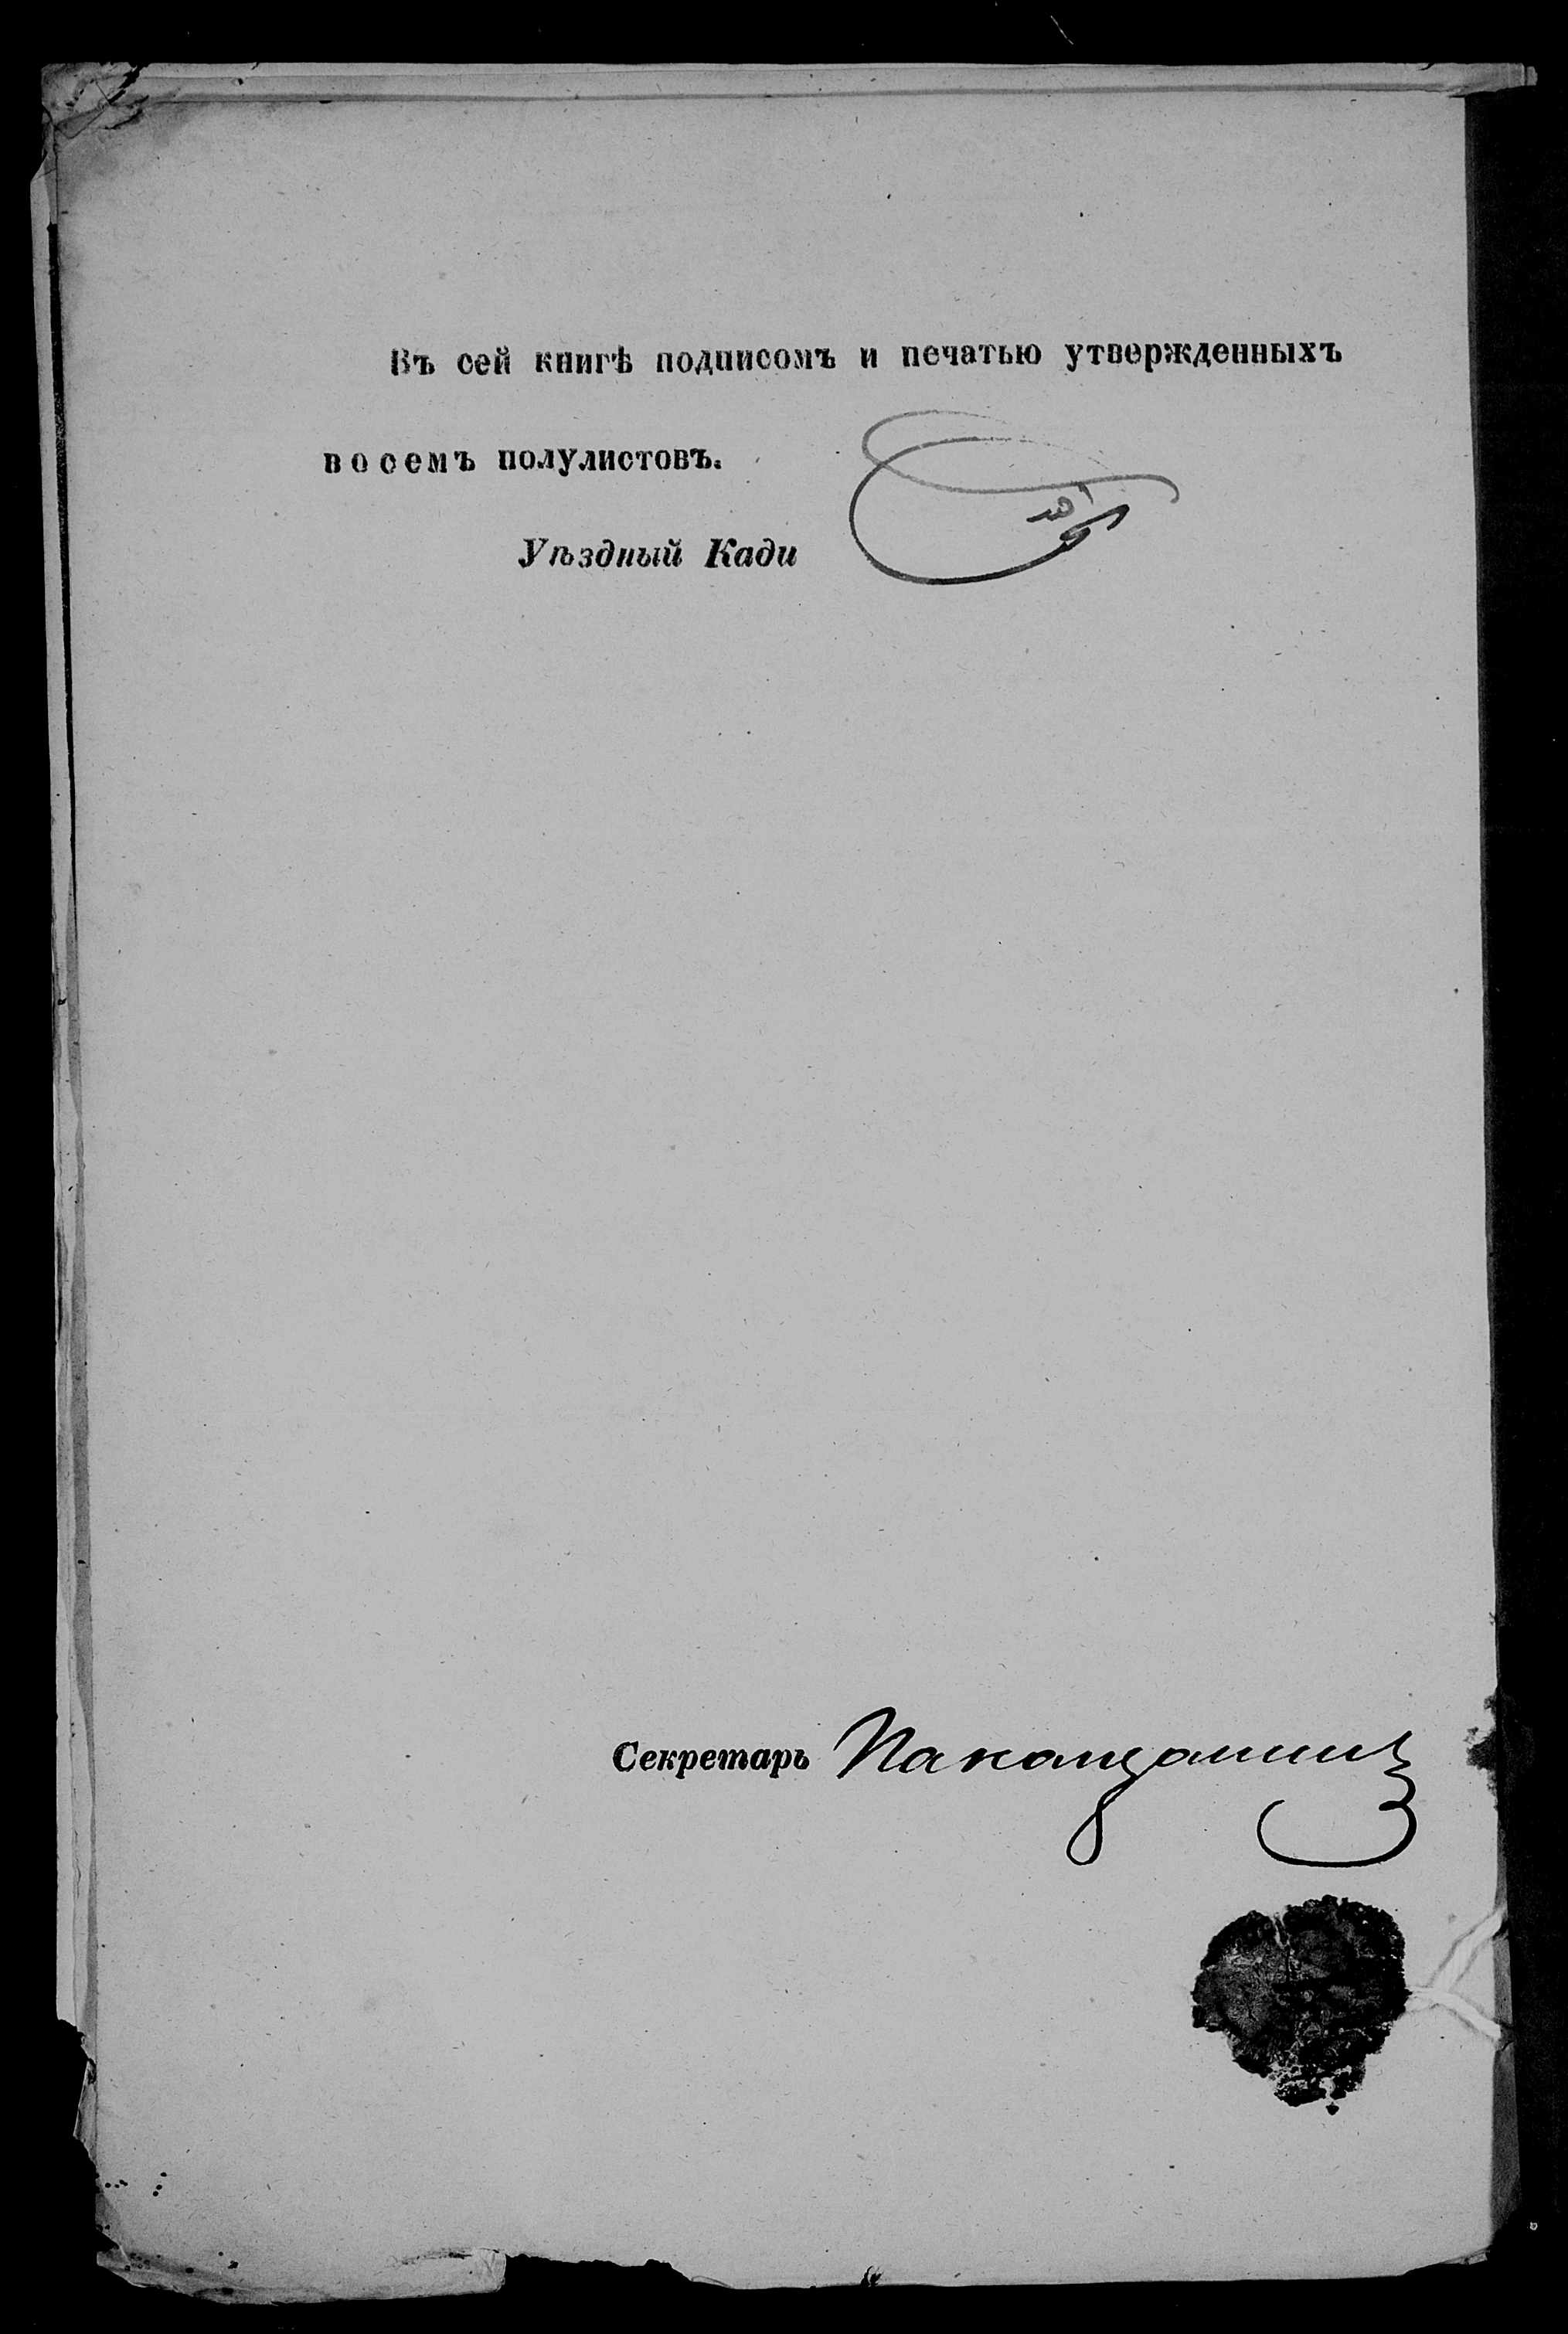 Въ сей книгѣ подписомъ и печатью утвержденныхъ
восемъ полулистовъ.
Уѣздный Кади
Секретарь